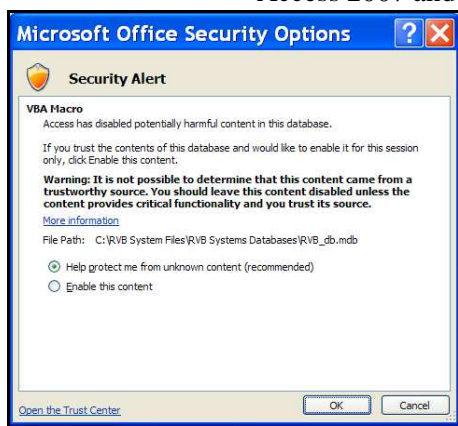 Access 2007 and
Microsoft Office Security Options
Security Alert
VBA Macro
Access has disabled potentially harmful content in this database.
If you trust the contents of this database and would like to enable it for this session
only, click Enable this content.
Warning: It is not possible to determine that this content came from a
trustworthy source. You should leave this content disabled unless the
content provides critical functionality and you trust its source.
More information
File Path: C:\RVB System Files\RVB Systems Databases\RVB_db.mdb
Help protect me from unknown content (recommended)
Enable this content
Open the Trust Center
OK
Cancel